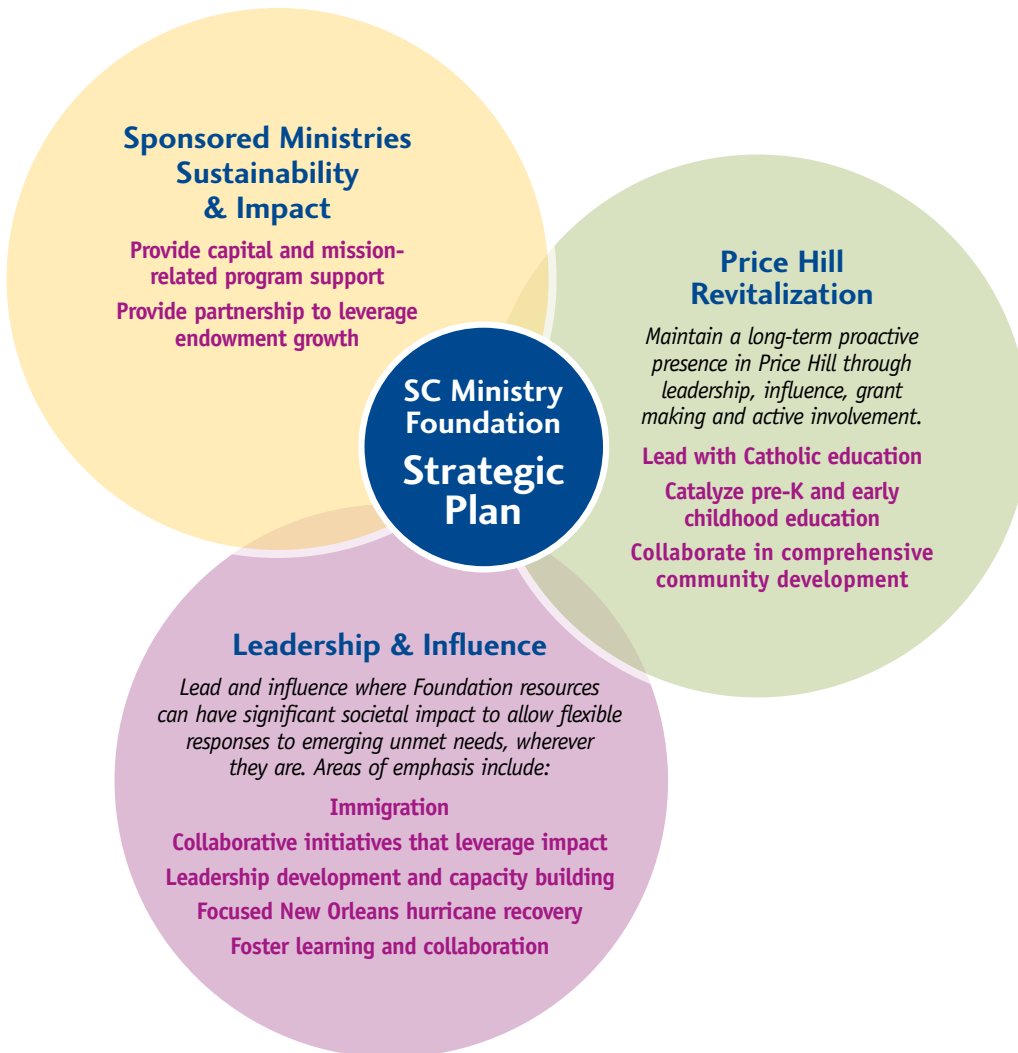 Sponsored Ministries
Sustainability
& Impact
Provide capital and mission-
related program support
Provide partnership to leverage
endowment growth
Price Hill
Revitalization
Maintain a long-term proactive
presence in Price Hill through
leadership, influence, grant
making and active involvement.
Lead with Catholic education
Catalyze pre-K and early
childhood education
Collaborate in comprehensive
community development
SC Ministry
Foundation
Strategic
Plan
Leadership & Influence
Lead and influence where Foundation resources
can have significant societal impact to allow flexible
responses to emerging unmet needs, wherever
they are. Areas of emphasis include:
Immigration
Collaborative initiatives that leverage impact
Leadership development and capacity building
Focused New Orleans hurricane recovery
Foster learning and collaboration